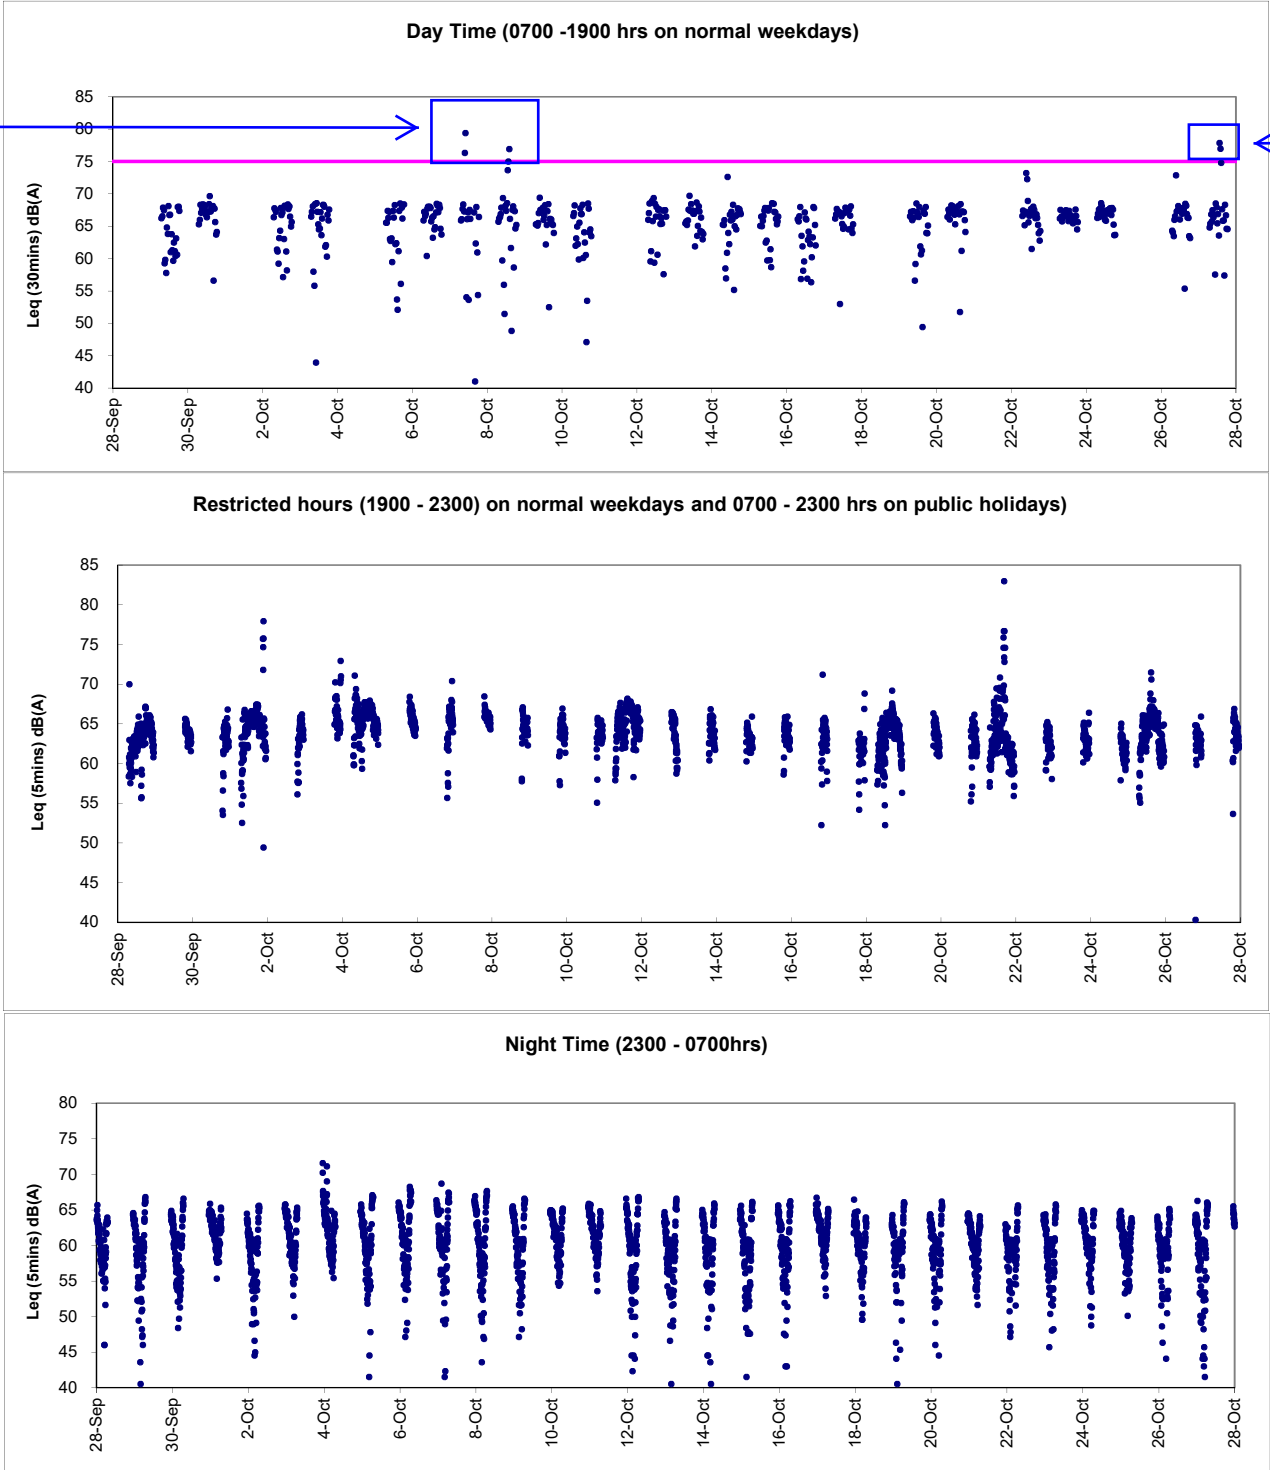 Day Time (0700 -1900 hrs on normal weekdays)
Leq (30mins) dB(A)
85
80
75
70
65
60
55
50
45
40
28-Sep
30-Sep
2-Oct
4-Oct
6-Oct
8-Oct
10-Oct
12-Oct
14-Oct
16-Oct
18-Oct
20-Oct
22-Oct
24-Oct
26-Oct
28-Oct
Restricted hours (1900 - 2300) on normal weekdays and 0700 - 2300 hrs on public holidays)
Leq (5mins) dB(A)
85
80
75
70
65
60
55
50
45
40
28-Sep
30-Sep
2-Oct
4-Oct
6-Oct
8-Oct
10-Oct
12-Oct
14-Oct
16-Oct
18-Oct
20-Oct
22-Oct
24-Oct
26-Oct
28-Oct
Night Time (2300 - 0700hrs)
Leq (5mins) dB(A)
80
75
70
65
60
55
50
45
40
28-Sep
30-Sep
2-Oct
4-Oct
6-Oct
8-Oct
10-Oct
12-Oct
14-Oct
16-Oct
18-Oct
20-Oct
22-Oct
24-Oct
26-Oct
28-Oct